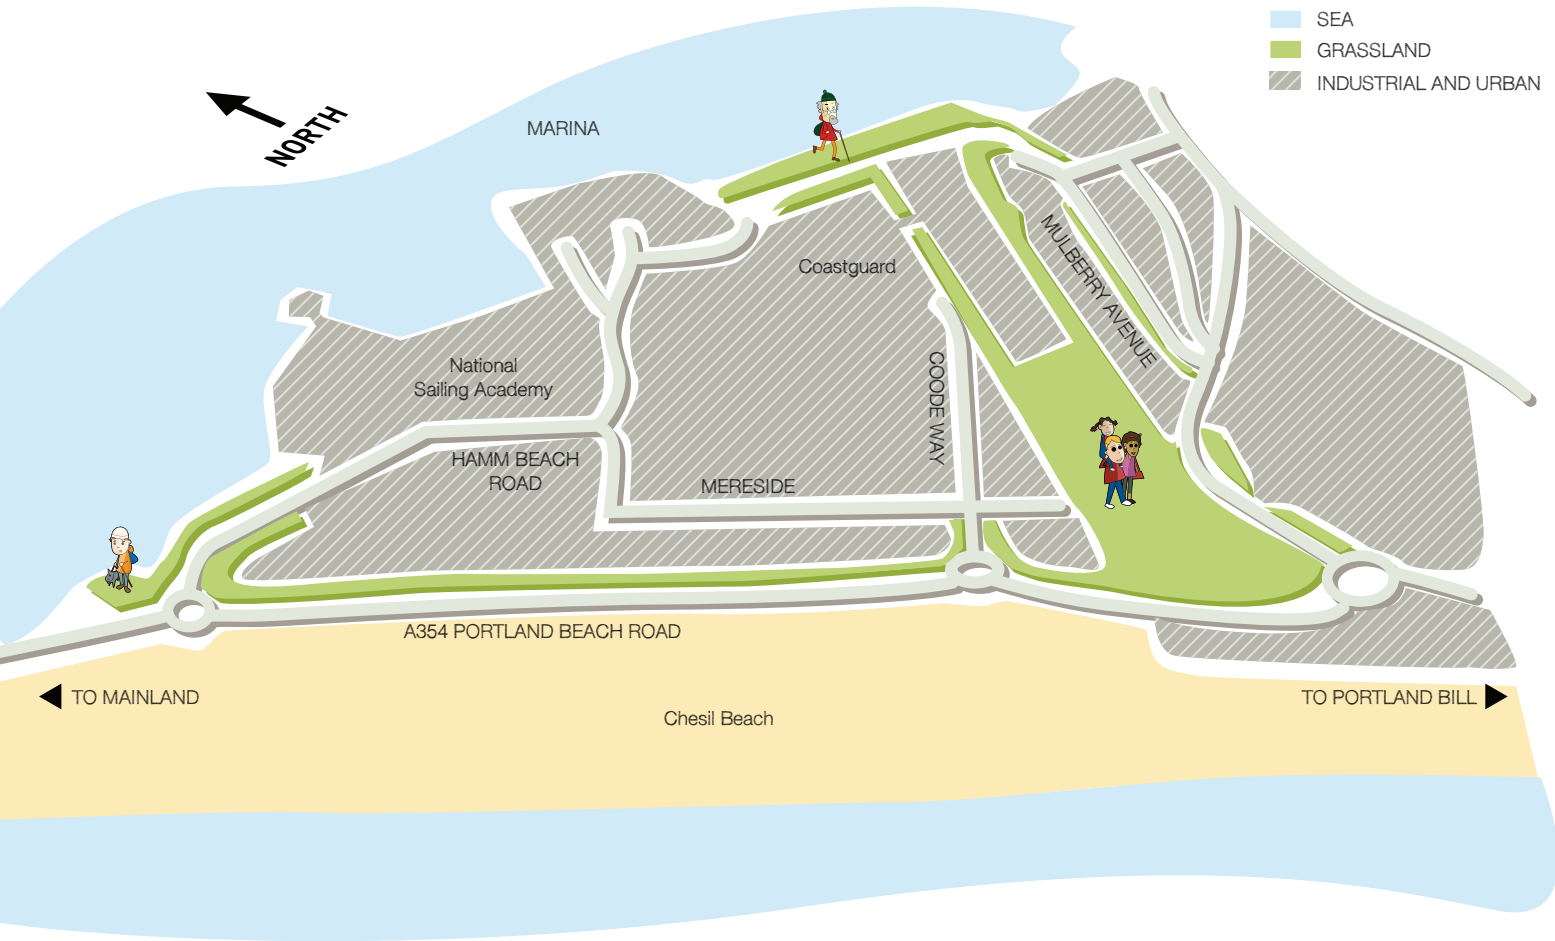 SEA
GRASSLAND
INDUSTRIAL AND URBAN
NORTH
MARINA
Coastguard
MULBERRY AVENUE
National
Sailing Academy
COODE WAY
HAMM BEACH
ROAD
MERESIDE
A354 PORTLAND BEACH ROAD
TO MAINLAND
TO PORTLAND BILL
Chesil Beach